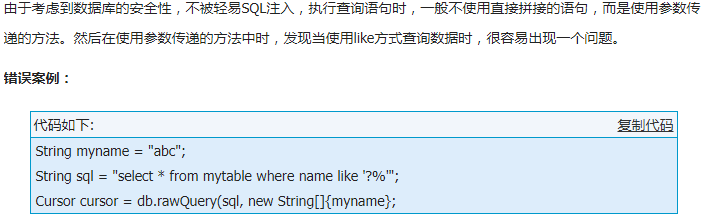 由于考虑到数据库的安全性，不被轻易SQL注入，执行查询语句时，一般不使用直接拼接的语句，而是使用参数传
递的方法。然后在使用参数传递的方法中时，发现当使用like方式查询数据时，很容易出现一个问题。
错误案例：
代码如下: 复制代码
String myname = "abc";
String sql = "select * from mytable where name like '?%'";
Cursor cursor = db.rawQuery(sql, new String[]{myname};